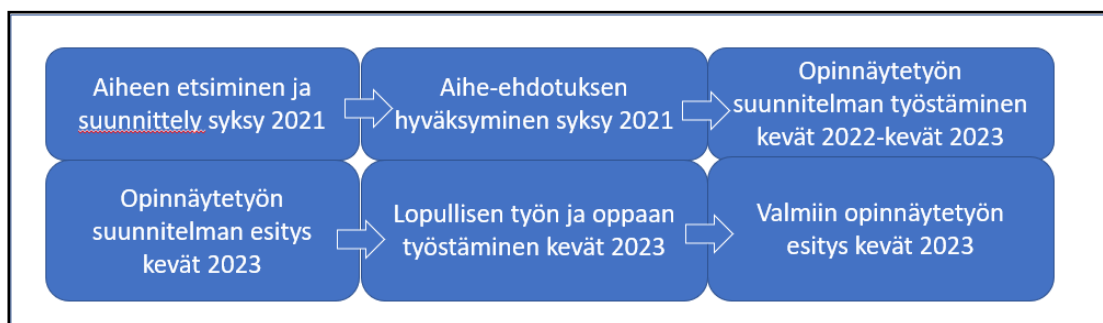 Aiheen etsiminen ja
suunnittely syksy 2021
Aihe-ehdotuksen
hyväksyminen syksy 2021
Opinnäytetyön
suunnitelman työstäminen
kevät 2022-kevät 2023
Opinnäytetyön
suunnitelman esitys
kevät 2023
Lopullisen työn ja oppaan
työstäminen kevät 2023
Valmiin opinnäytetyön
esitys kevät 2023